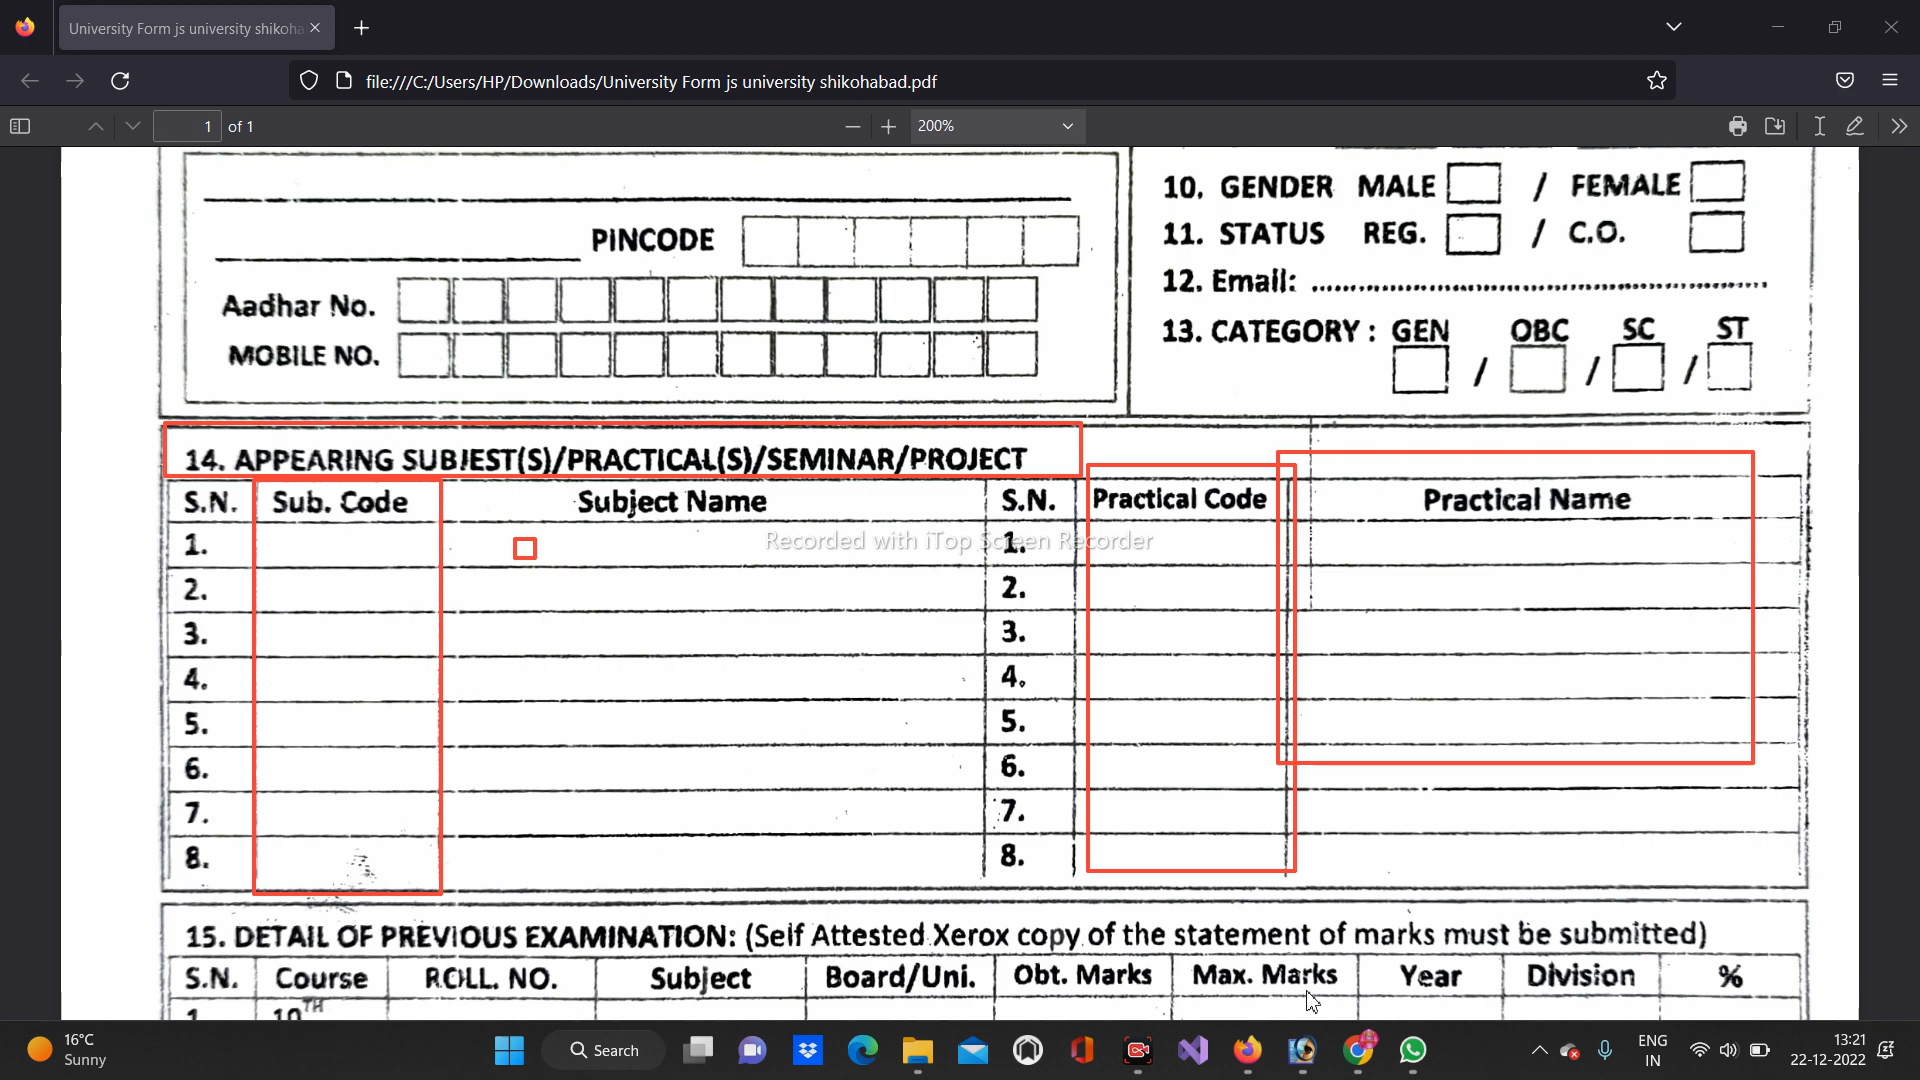 University Form js university shikoha
file:///C:/Users/HP/Downloads/University Form js university shikohabad.pdf
1 of 1
200%
PINCODE
Aadhar No.
MOBILE NO.
10. GENDER MALE / FEMALE
11. STATUS REG. / C.O.
12. Email: ................................................
13. CATEGORY : GEN / OBC / SC / ST
14. APPEARING SUBJEST(S)/PRACTICAL(S)/SEMINAR/PROJECT
S.N. Sub. Code Subject Name S.N. Practical Code Practical Name
1. 1.
Recorded with iTop Screen Recorder
2. 2.
3. 3.
4. 4.
5. 5.
6. 6.
7. 7.
8. 8.
15. DETAIL OF PREVIOUS EXAMINATION: (Self Attested Xerox copy of the statement of marks must be submitted)
S.N. Course ROLL. NO. Subject Board/Uni. Obt. Marks Max. Marks Year Division %
1 10TH
16°C
Sunny
Search
ENG
IN
13:21
22-12-2022